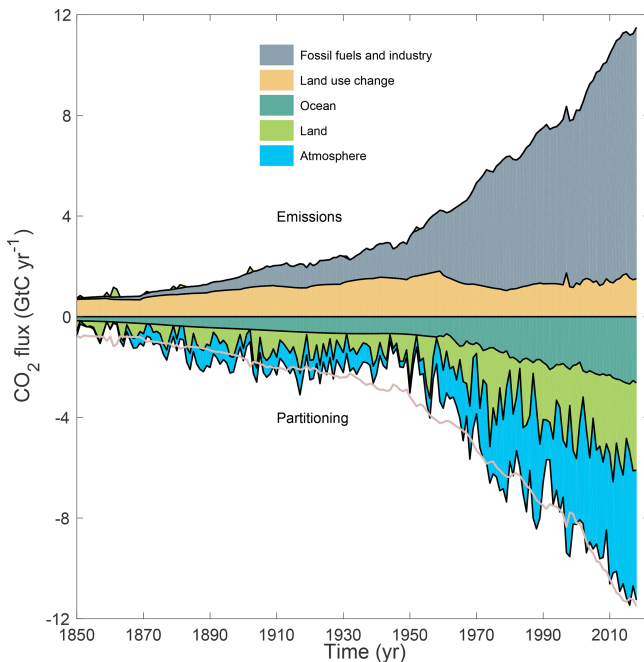 12
8
4
0
-4
-8
-12
CO2 flux (GtC yr-1)
Fossil fuels and industry
Land use change
Ocean
Land
Atmosphere
Emissions
Partitioning
1850 1870 1890 1910 1930 1950 1970 1990 2010
Time (yr)